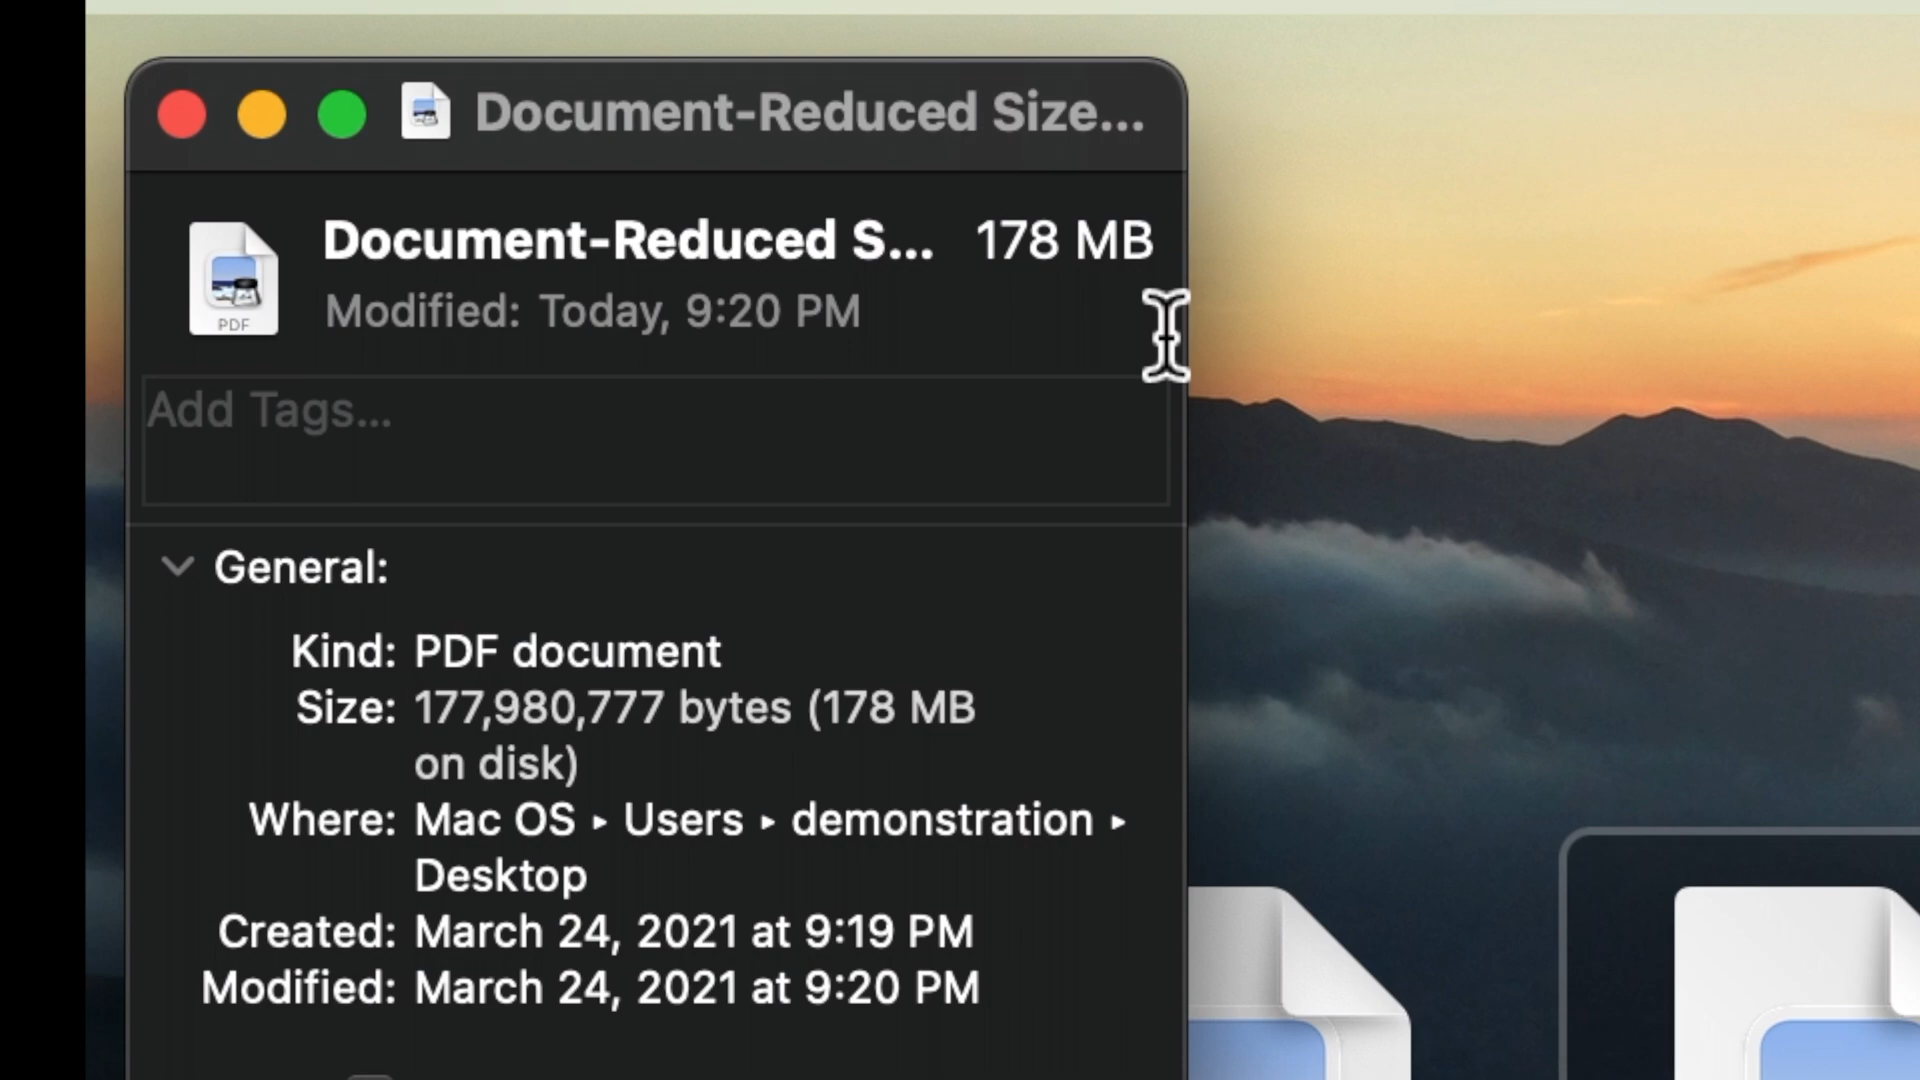 Document-Reduced Size...
Document-Reduced S... 178 MB
Modified: Today, 9:20 PM
PDF
Add Tags...
General:
Kind: PDF document
Size: 177,980,777 bytes (178 MB
on disk)
Where: Mac OS ▸ Users ▸ demonstration ▸
Desktop
Created: March 24, 2021 at 9:19 PM
Modified: March 24, 2021 at 9:20 PM